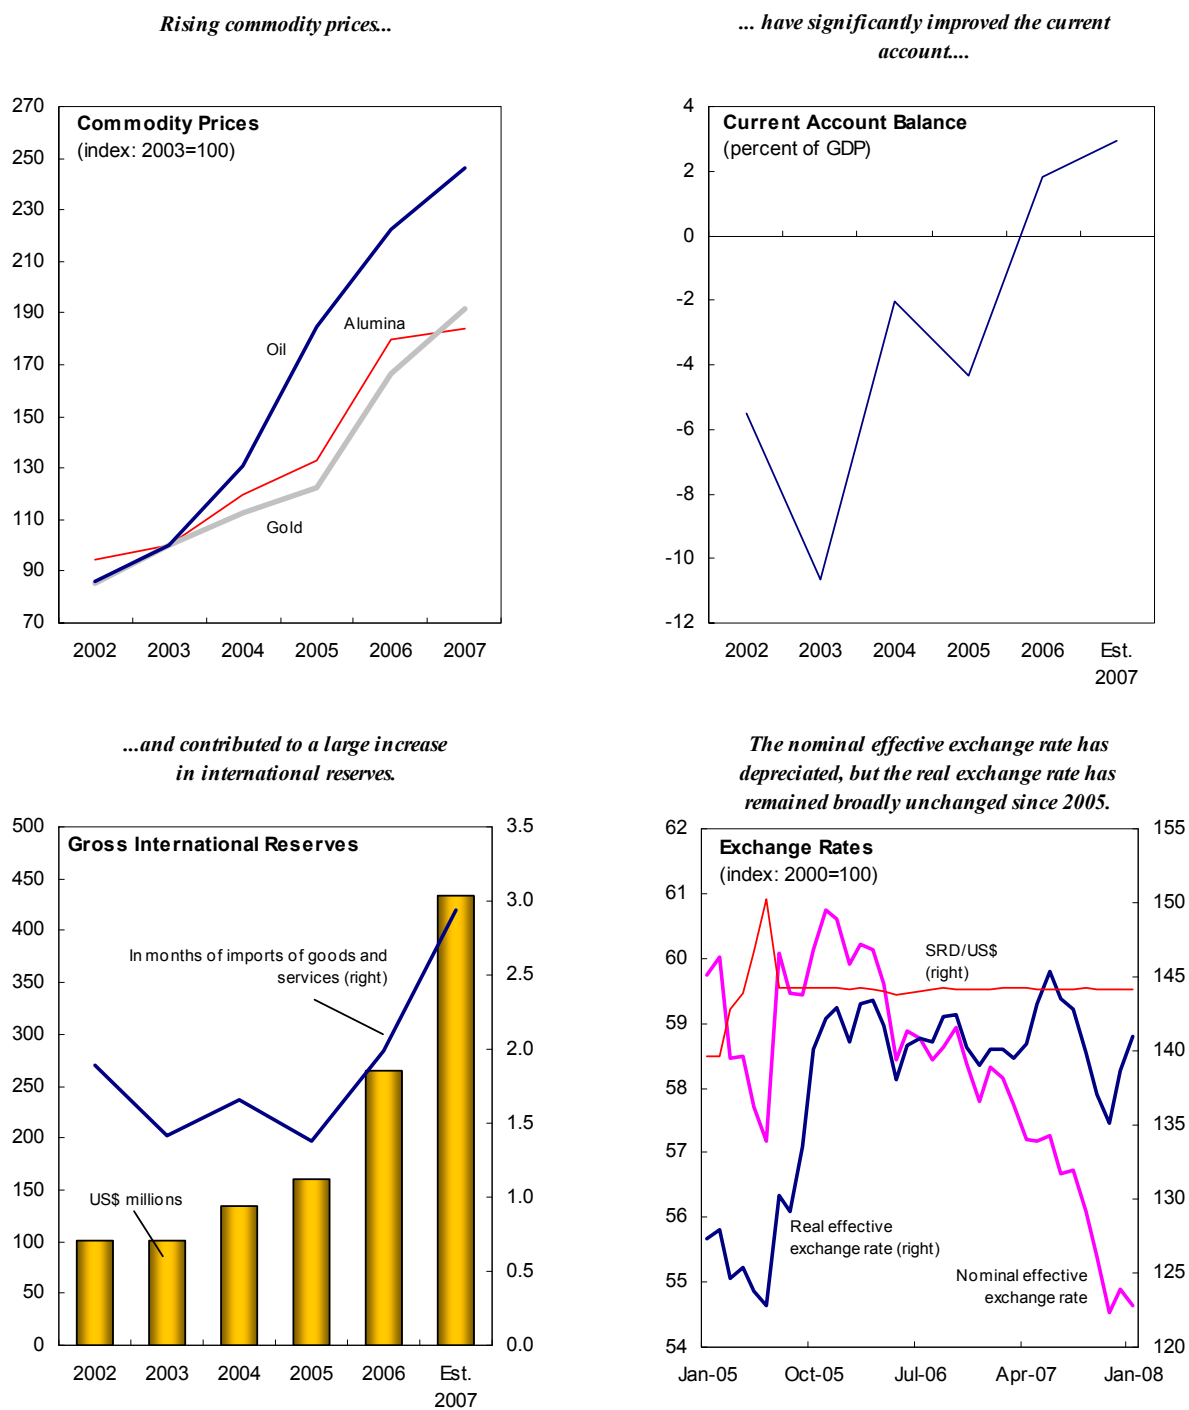 Rising commodity prices...
... have significantly improved the current
account....
Commodity Prices
(index: 2003=100)
270
250
230
210
190
170
150
130
110
90
70
Oil
Alumina
Gold
2002 2003 2004 2005 2006 2007
Current Account Balance
(percent of GDP)
4
2
0
-2
-4
-6
-8
-10
-12
2002 2003 2004 2005 2006 Est.
2007
...and contributed to a large increase
in international reserves.
The nominal effective exchange rate has
depreciated, but the real exchange rate has
remained broadly unchanged since 2005.
Gross International Reserves
500
450
400
350
300
250
200
150
100
50
0
3.5
3.0
2.5
2.0
1.5
1.0
0.5
0.0
In months of imports of goods and
services (right)
US$ millions
2002 2003 2004 2005 2006 Est.
2007
Exchange Rates
(index: 2000=100)
62
61
60
59
58
57
56
55
54
155
150
145
140
135
130
125
120
SRD/US$
(right)
Real effective
exchange rate (right)
Nominal effective
exchange rate
Jan-05 Oct-05 Jul-06 Apr-07 Jan-08